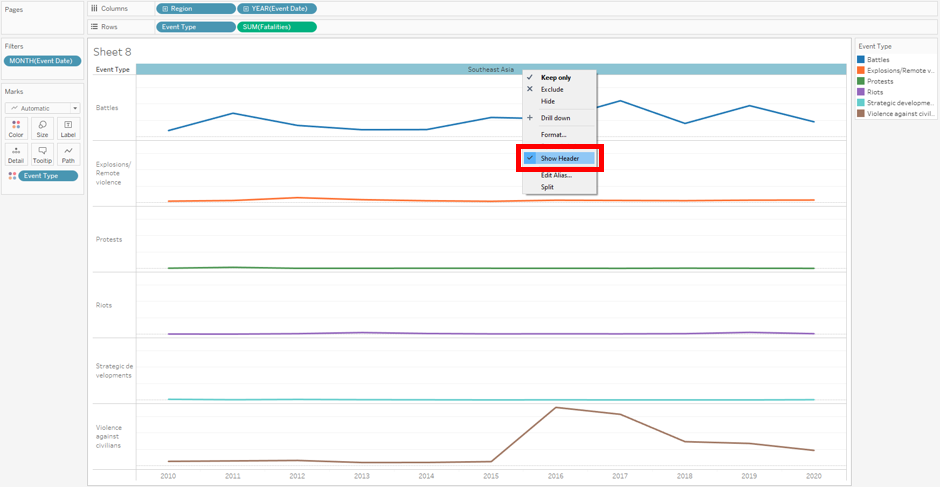 Pages
Columns
Region
YEAR(Event Date)
Rows
Event Type
SUM(Fatalities)
Filters
MONTH(Event Date)
Marks
Automatic
Color
Size
Label
Detail
Tooltip
Path
Event Type
Sheet 8
Event Type
Southeast Asia
Battles
Explosions/
Remote
violence
Protests
Riots
Strategic de
velopments
Violence
against
civilians
2010
2011
2012
2013
2014
2015
2016
2017
2018
2019
2020
Keep only
Exclude
Hide
Drill down
Format...
Show Header
Edit Alias...
Split
Event Type
Battles
Explosions/Remote v...
Protests
Riots
Strategic developme...
Violence against civili...